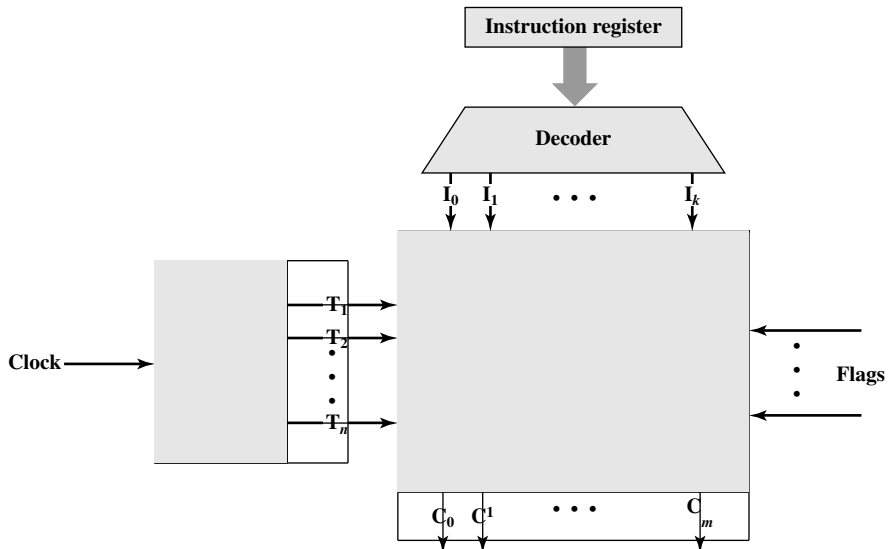 Instruction register
Decoder
I₀ I₁ • • • Iₖ
T₁
T₂
Clock
Flags
Tₙ
C₀ C¹ • • • Cₘ